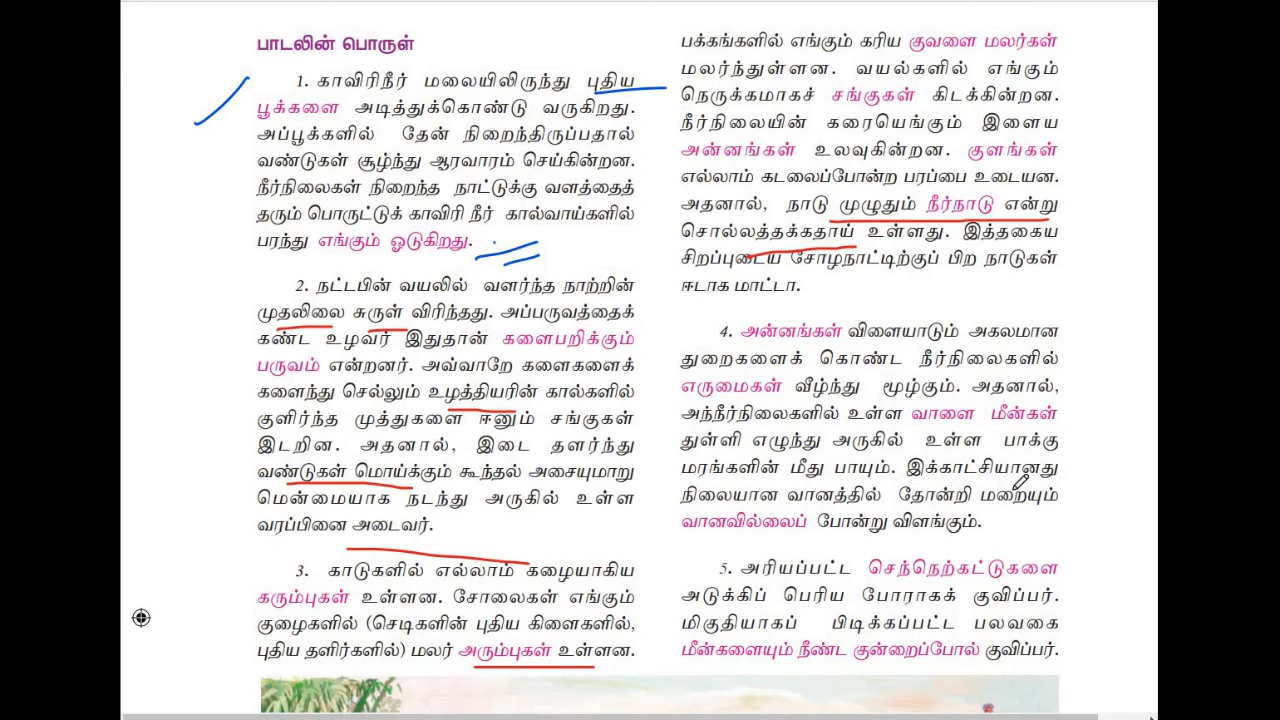 பாடலின் பொருள்
1. காவிரிநீர் மலையிலிருந்து புதிய
பூக்களை அடித்துக்கொண்டு வருகிறது.
அப்பூக்களில் தேன் நிறைந்திருப்பதால்
வண்டுகள் சூழ்ந்து ஆரவாரம் செய்கின்றன.
நீர்நிலைகள் நிறைந்த நாட்டுக்கு வளத்தைத்
தரும் பொருட்டுக் காவிரி நீர் கால்வாய்களில்
பரந்து எங்கும் ஓடுகிறது.
2. நட்டபின் வயலில் வளர்ந்த நாற்றின்
முதலிலை சுருள் விரிந்தது. அப்பருவத்தைக்
கண்ட உழவர் இதுதான் களைபறிக்கும்
பருவம் என்றனர். அவ்வாறே களைகளைக்
களைந்து செல்லும் உழத்தியரின் கால்களில்
குளிர்ந்த முத்துகளை ஈனும் சங்குகள்
இடறின. அதனால், இடை தளர்ந்து
வண்டுகள் மொய்க்கும் கூந்தல் அசையுமாறு
மென்மையாக நடந்து அருகில் உள்ள
வரப்பினை அடைவர்.
3. காடுகளில் எல்லாம் கழையாகிய
கரும்புகள் உள்ளன. சோலைகள் எங்கும்
குழைகளில் (செடிகளின் புதிய கிளைகளில்,
புதிய தளிர்களில்) மலர் அரும்புகள் உள்ளன.
பக்கங்களில் எங்கும் கரிய குவளை மலர்கள்
மலர்ந்துள்ளன. வயல்களில் எங்கும்
நெருக்கமாகச் சங்குகள் கிடக்கின்றன.
நீர்நிலையின் கரையெங்கும் இளைய
அன்னங்கள் உலவுகின்றன. குளங்கள்
எல்லாம் கடலைப்போன்ற பரப்பை உடையன.
அதனால், நாடு முழுதும் நீர்நாடு என்று
சொல்லத்தக்கதாய் உள்ளது. இத்தகைய
சிறப்புடைய சோழநாட்டிற்குப் பிற நாடுகள்
ஈடாக மாட்டா.
4. அன்னங்கள் விளையாடும் அகலமான
துறைகளைக் கொண்ட நீர்நிலைகளில்
எருமைகள் வீழ்ந்து மூழ்கும். அதனால்,
அந்நீர்நிலைகளில் உள்ள வாளை மீன்கள்
துள்ளி எழுந்து அருகில் உள்ள பாக்கு
மரங்களின் மீது பாயும். இக்காட்சியானது
நிலையான வானத்தில் தோன்றி மறையும்
வானவில்லைப் போன்று விளங்கும்.
5. அரியப்பட்ட செந்நெற்கட்டுகளை
அடுக்கிப் பெரிய போராகக் குவிப்பர்.
மிகுதியாகப் பிடிக்கப்பட்ட பலவகை
மீன்களையும் நீண்ட குன்றைப்போல் குவிப்பர்.